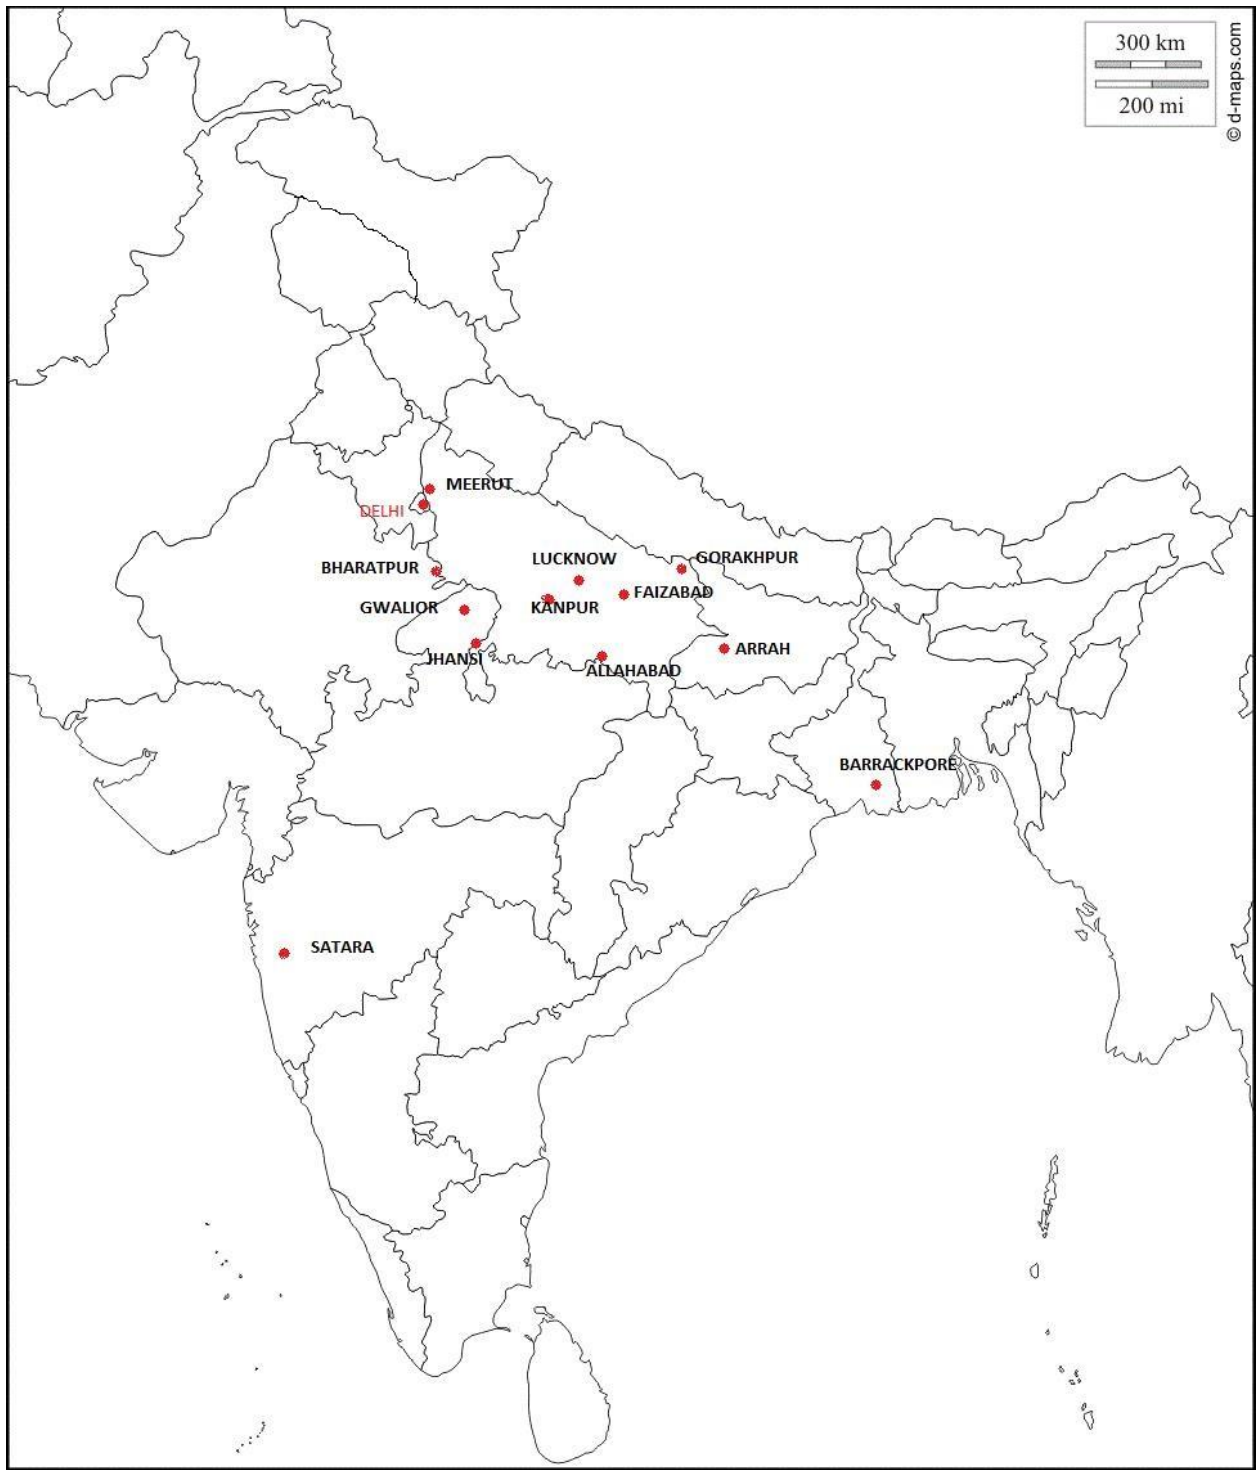 300 km
200 mi
© d-maps.com
MEERUT
DELHI
LUCKNOW
GORAKHPUR
BHARATPUR
FAIZABAD
GWALIOR
KANPUR
ARRAH
JHANSI
ALLAHABAD
BARRACKPORE
SATARA